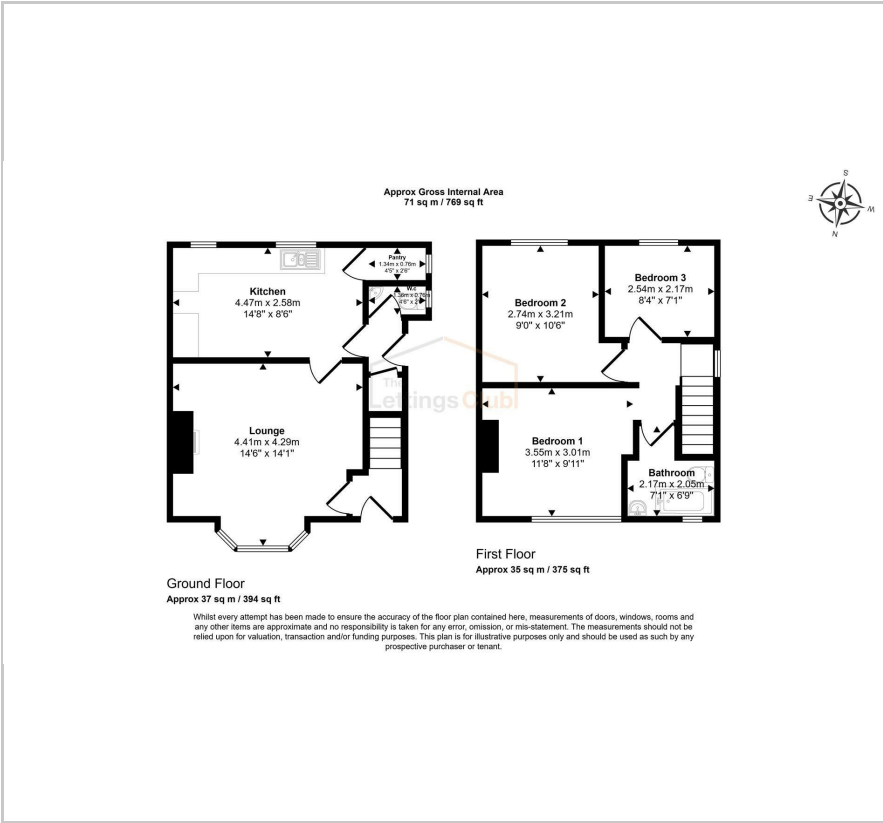 Approx Gross Internal Area
71 sq m / 769 sq ft
S
E
W
N
Pantry
1.34m x 0.76m
4'5" x 2'6"
Kitchen
4.47m x 2.58m
14'8" x 8'6"
W.c
The
Lettings Club
Lounge
4.41m x 4.29m
14'6" x 14'1"
Ground Floor
Approx 37 sq m / 394 sq ft
Bedroom 3
2.54m x 2.17m
8'4" x 7'1"
Bedroom 2
2.74m x 3.21m
9'0" x 10'6"
Bedroom 1
3.55m x 3.01m
11'8" x 9'11"
Bathroom
2.17m x 2.05m
7'1" x 6'9"
First Floor
Approx 35 sq m / 375 sq ft
Whilst every attempt has been made to ensure the accuracy of the floor plan contained here, measurements of doors, windows, rooms and
any other items are approximate and no responsibility is taken for any error, omission, or mis-statement. The measurements should not be
relied upon for valuation, transaction and/or funding purposes. This plan is for illustrative purposes only and should be used as such by any
prospective purchaser or tenant.